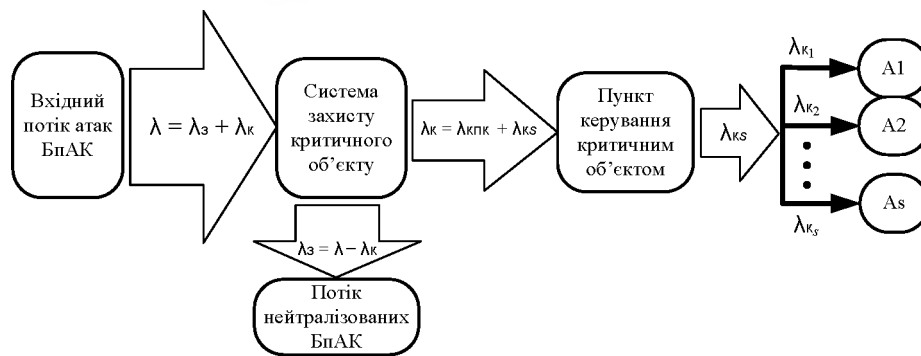 Вхідний
потік атак
БпАК
λ = λз + λк
Система
захисту
критичного
об’єкту
λк = λкпк + λкs
Пункт
керування
критичним
об’єктом
λкs
λк1
A1
λк2
A2
λкs
As
λз = λ – λк
Потік
нейтралізованих
БпАК